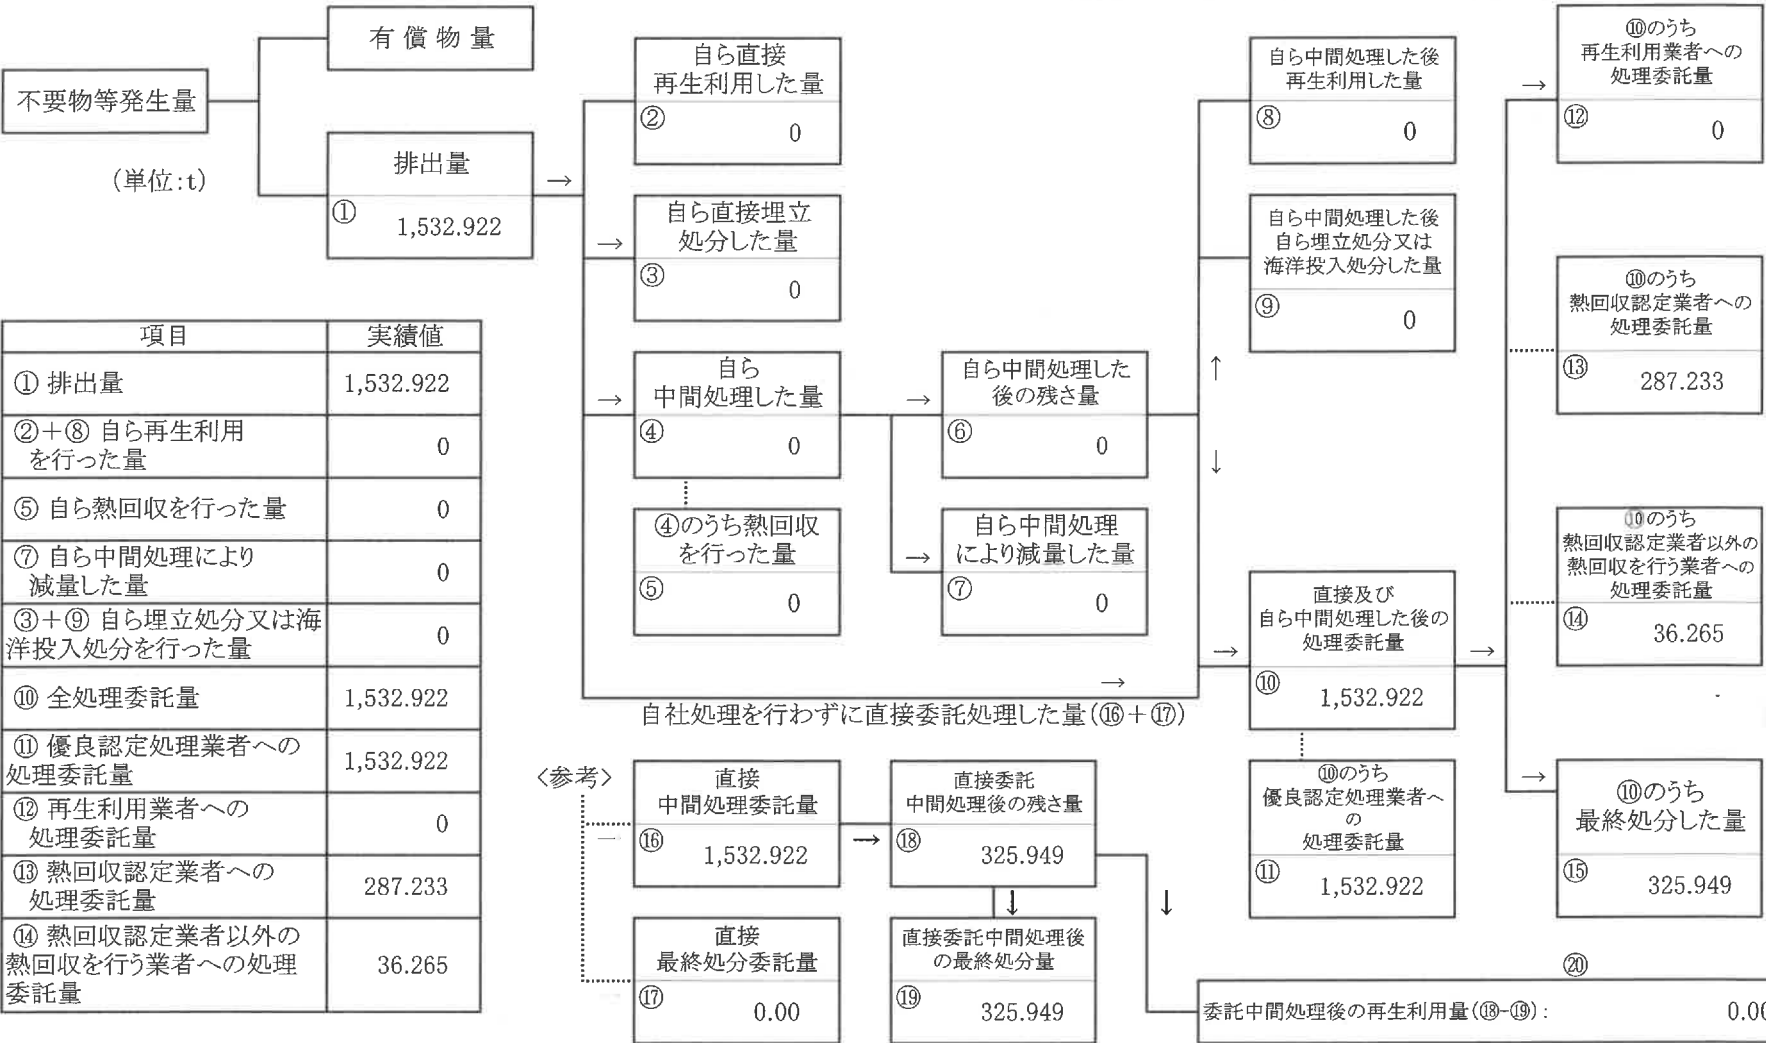 不要物等発生量
(単位:t)
有償物量
排出量
① 1,532.922
→
自ら直接
再生利用した量
② 0
→
自ら直接埋立
処分した量
③ 0
→
自ら
中間処理した量
④ 0
④のうち熱回収
を行った量
⑤ 0
→
自ら中間処理した
後の残さ量
⑥ 0
→
自ら中間処理
により減量した量
⑦ 0
↑
↓
自ら中間処理した後
再生利用した量
⑧ 0
自ら中間処理した後
自ら埋立処分又は
海洋投入処分した量
⑨ 0
→
自社処理を行わずに直接委託処理した量(⑯+⑰)
→
直接及び
自ら中間処理した後の
処理委託量
⑩ 1,532.922
⑩のうち
優良認定処理業者へ
の
処理委託量
⑪ 1,532.922
→
→
⑩のうち
再生利用業者への
処理委託量
⑫ 0
⑩のうち
熱回収認定業者への
処理委託量
⑬ 287.233
⑩のうち
熱回収認定業者以外の
熱回収を行う業者への
処理委託量
⑭ 36.265
→
⑩のうち
最終処分した量
⑮ 325.949
項目 実績値
① 排出量 1,532.922
②+⑧ 自ら再生利用
を行った量 0
⑤ 自ら熱回収を行った量 0
⑦ 自ら中間処理により
減量した量 0
③+⑨ 自ら埋立処分又は海
洋投入処分を行った量 0
⑩ 全処理委託量 1,532.922
⑪ 優良認定処理業者への
処理委託量 1,532.922
⑫ 再生利用業者への
処理委託量 0
⑬ 熱回収認定業者への
処理委託量 287.233
⑭ 熱回収認定業者以外の
熱回収を行う業者への処理
委託量 36.265
〈参考〉
直接
中間処理委託量
⑯ 1,532.922
→
直接委託
中間処理後の残さ量
⑱ 325.949
↓
↓
直接
最終処分委託量
⑰ 0.00
直接委託中間処理後
の最終処分量
⑲ 325.949
⑳
委託中間処理後の再生利用量(⑱-⑲): 0.00